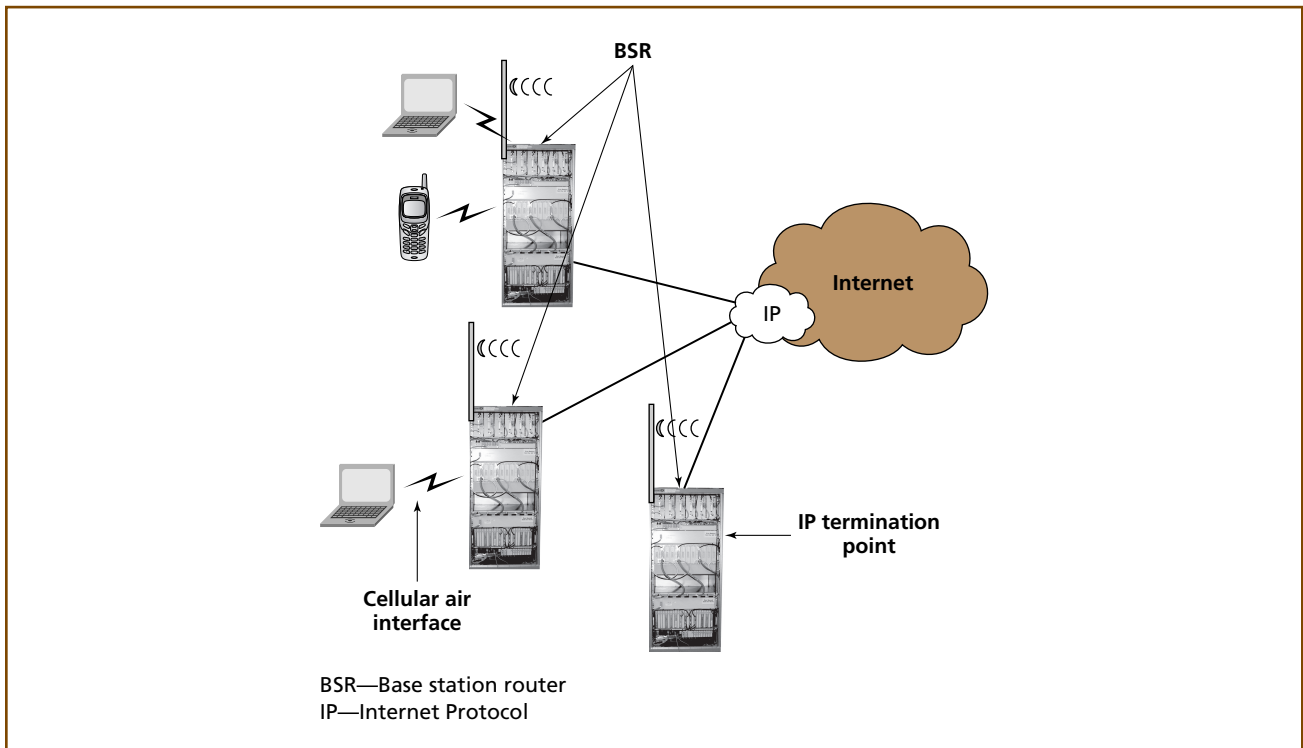 BSR
Internet
IP
IP termination
point
Cellular air
interface
BSR—Base station router
IP—Internet Protocol